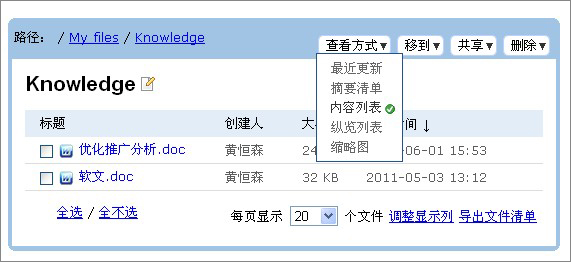 路径： / My files / Knowledge
查看方式▼ 移到▼ 共享▼ 删除▼
最近更新
摘要清单
内容列表
纵览列表
缩略图
Knowledge
标题 创建人 大 间 ↓
优化推广分析.doc 黄恒森 24 -06-01 15:53
软文.doc 黄恒森 32 KB 2011-05-03 13:12
全选 / 全不选
每页显示 20 个文件 调整显示列 导出文件清单